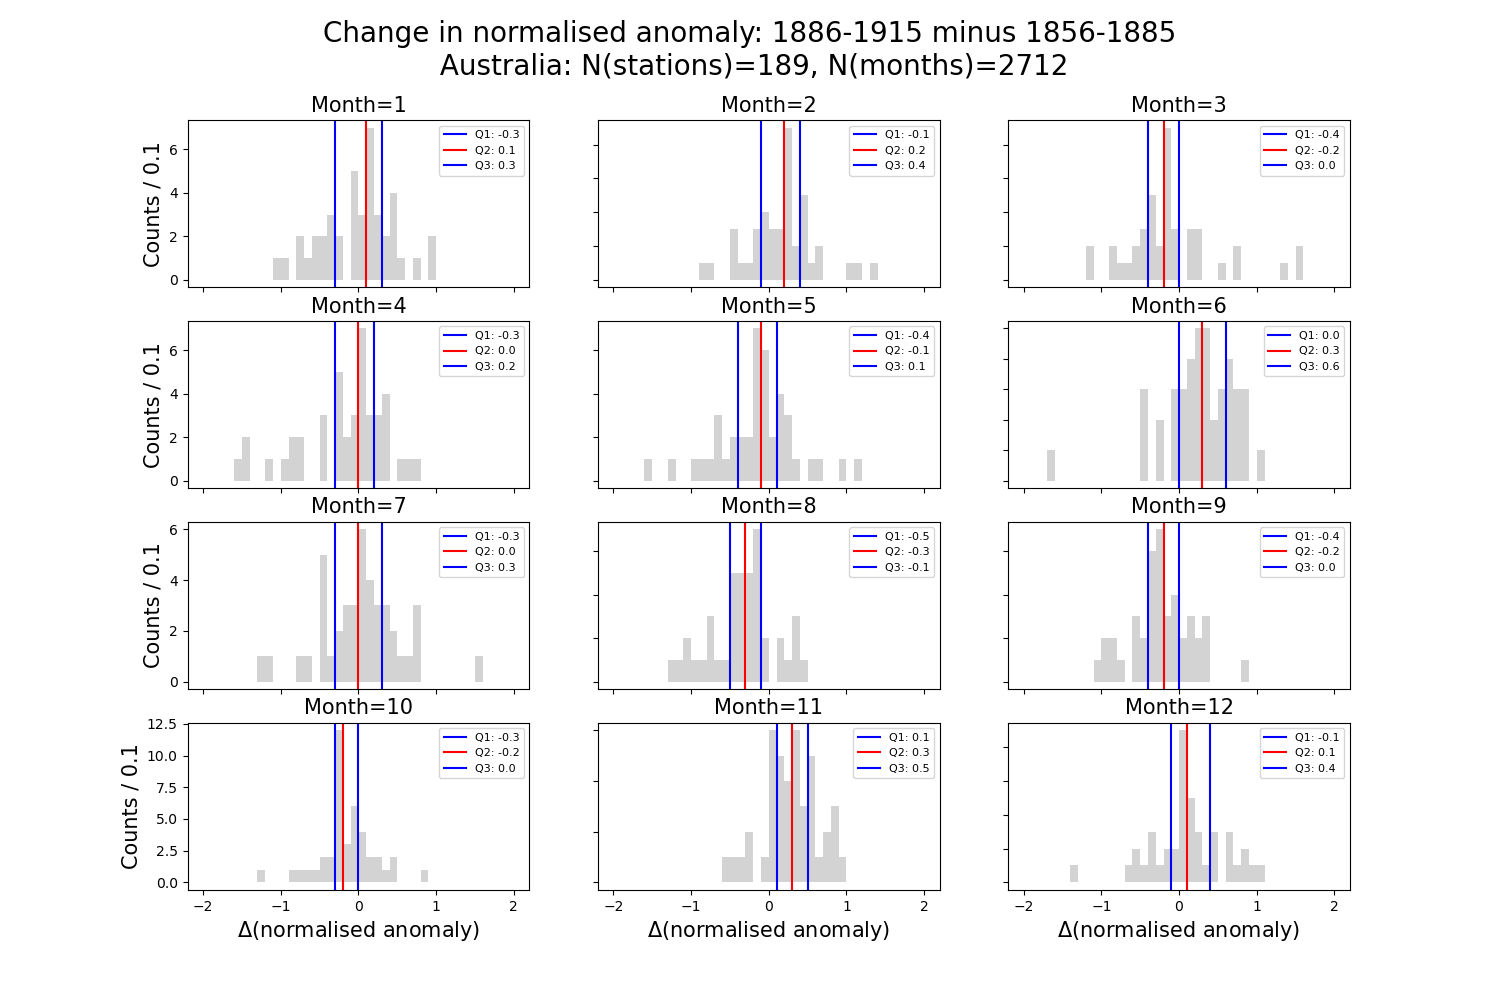 Change in normalised anomaly: 1886-1915 minus 1856-1885
Australia: N(stations)=189, N(months)=2712
Month=1
Counts / 0.1
6
4
2
0
Q1: -0.3
Q2: 0.1
Q3: 0.3
Month=2
Q1: -0.1
Q2: 0.2
Q3: 0.4
Month=3
Q1: -0.4
Q2: -0.2
Q3: 0.0
Month=4
Counts / 0.1
6
4
2
0
Q1: -0.3
Q2: 0.0
Q3: 0.2
Month=5
Q1: -0.4
Q2: -0.1
Q3: 0.1
Month=6
Q1: 0.0
Q2: 0.3
Q3: 0.6
Month=7
Counts / 0.1
6
4
2
0
Q1: -0.3
Q2: 0.0
Q3: 0.3
Month=8
Q1: -0.5
Q2: -0.3
Q3: -0.1
Month=9
Q1: -0.4
Q2: -0.2
Q3: 0.0
Month=10
Counts / 0.1
12.5
10.0
7.5
5.0
2.5
0.0
Q1: -0.3
Q2: -0.2
Q3: 0.0
−2 −1 0 1 2
Δ(normalised anomaly)
Month=11
Q1: 0.1
Q2: 0.3
Q3: 0.5
−2 −1 0 1 2
Δ(normalised anomaly)
Month=12
Q1: -0.1
Q2: 0.1
Q3: 0.4
−2 −1 0 1 2
Δ(normalised anomaly)